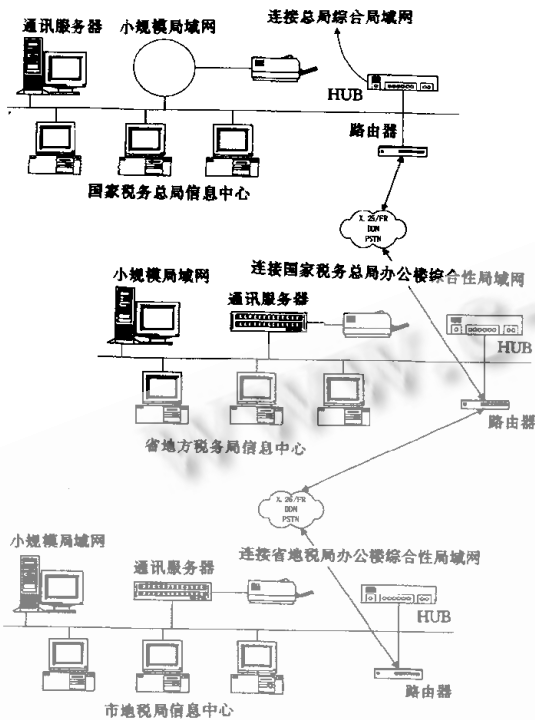 连接总局综合局域网
通讯服务器
小规模局域网
HUB
路由器
国家税务总局信息中心
X.25/FR
DDN
PSTN
连接国家税务总局办公楼综合性局域网
小规模局域网
通讯服务器
HUB
路由器
省地方税务局信息中心
X.25/FR
DDN
PSTN
小规模局域网
连接省地税局办公楼综合性局域网
通讯服务器
HUB
路由器
市地税局信息中心